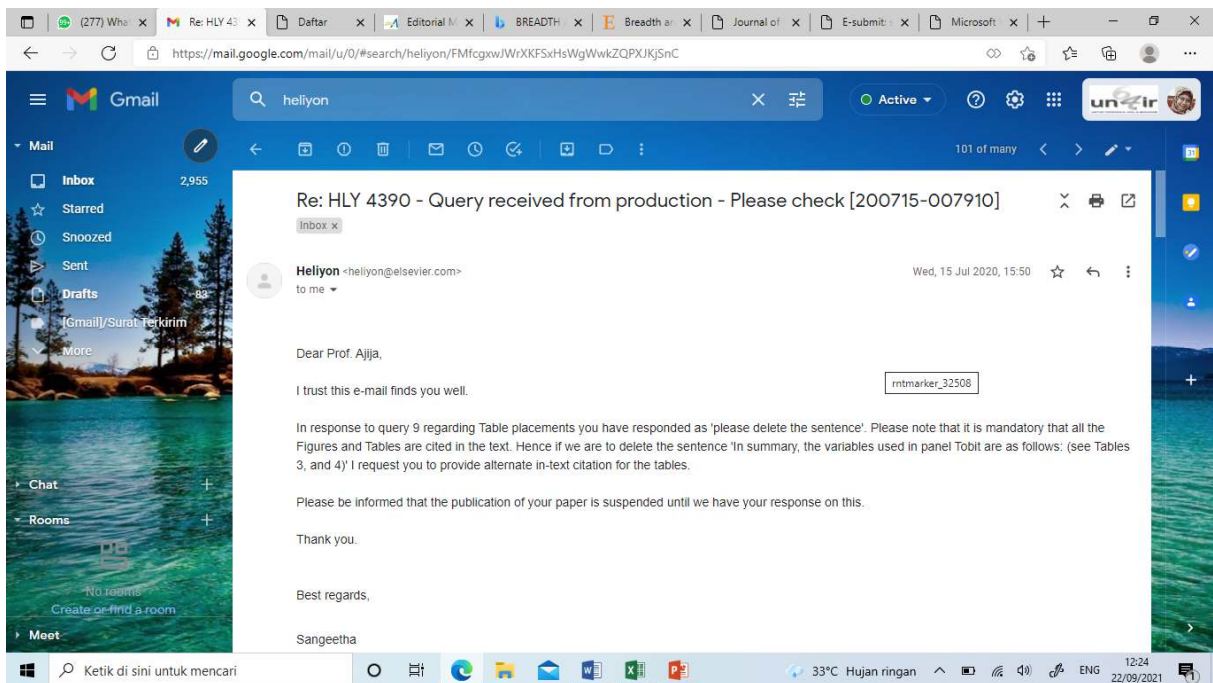 (277) Wha
Re: HLY 43
Daftar
Editorial M
BREADTH
Breadth ar
Journal of
E-submit:
Microsoft
https://mail.google.com/mail/u/0/#search/heliyon/FMfcgxwJWrXKFSxHsWgWwkZQPXJKjSnC
Gmail
heliyon
Active
Mail
101 of many
Inbox 2,955
Starred
Snoozed
Sent
Drafts 83
[Gmail]/Surat Terkirim
More
Chat
Rooms
No rooms
Create or find a room
Meet
Re: HLY 4390 - Query received from production - Please check [200715-007910]
Inbox x
Heliyon <heliyon@elsevier.com>
Wed, 15 Jul 2020, 15:50
to me
Dear Prof. Ajija,
I trust this e-mail finds you well.
rntmarker_32508
In response to query 9 regarding Table placements you have responded as 'please delete the sentence'. Please note that it is mandatory that all the
Figures and Tables are cited in the text. Hence if we are to delete the sentence 'In summary, the variables used in panel Tobit are as follows: (see Tables
3, and 4)' I request you to provide alternate in-text citation for the tables.
Please be informed that the publication of your paper is suspended until we have your response on this.
Thank you.
Best regards,
Sangeetha
Ketik di sini untuk mencari
33°C Hujan ringan
ENG
12:24
22/09/2021